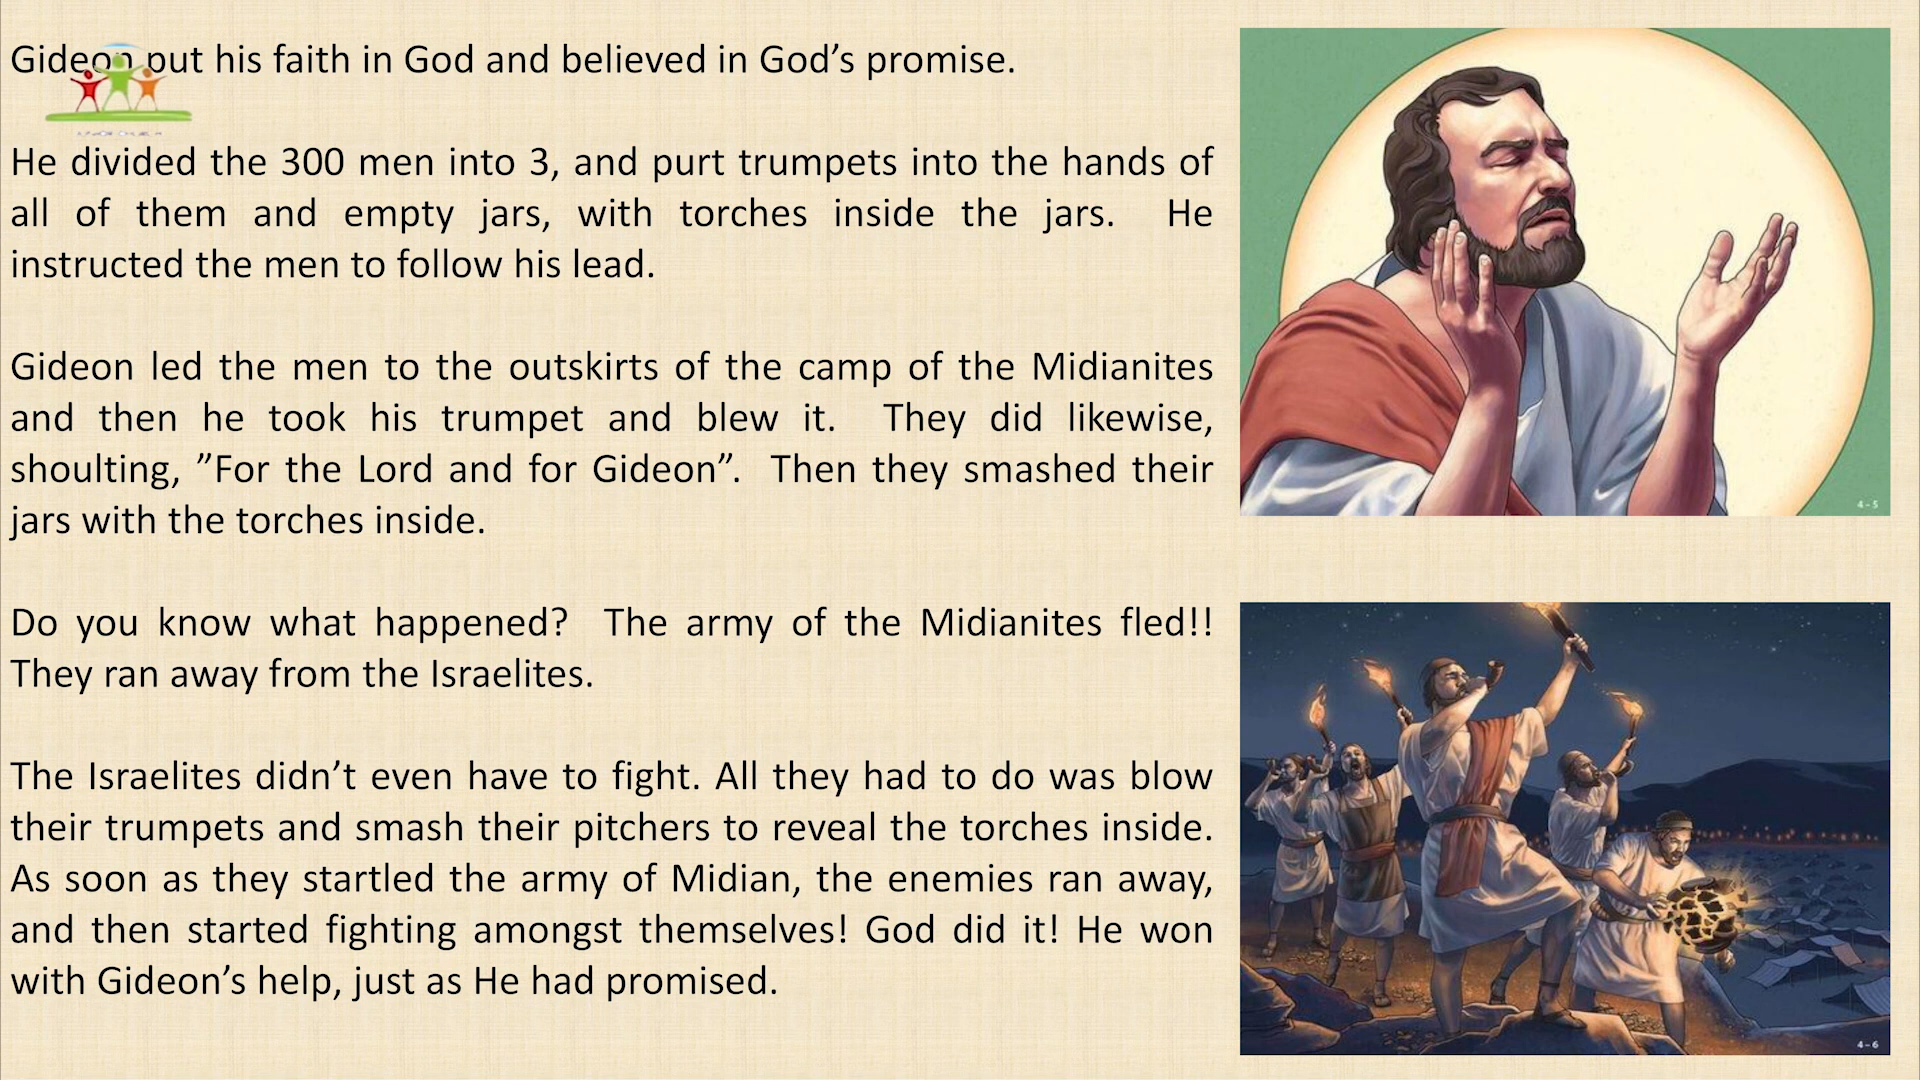 Gideon put his faith in God and believed in God’s promise.
He divided the 300 men into 3, and purt trumpets into the hands of
all of them and empty jars, with torches inside the jars. He
instructed the men to follow his lead.
Gideon led the men to the outskirts of the camp of the Midianites
and then he took his trumpet and blew it. They did likewise,
shoulting, ”For the Lord and for Gideon”. Then they smashed their
jars with the torches inside.
Do you know what happened? The army of the Midianites fled!!
They ran away from the Israelites.
The Israelites didn’t even have to fight. All they had to do was blow
their trumpets and smash their pitchers to reveal the torches inside.
As soon as they startled the army of Midian, the enemies ran away,
and then started fighting amongst themselves! God did it! He won
with Gideon’s help, just as He had promised.
4-5
4-6